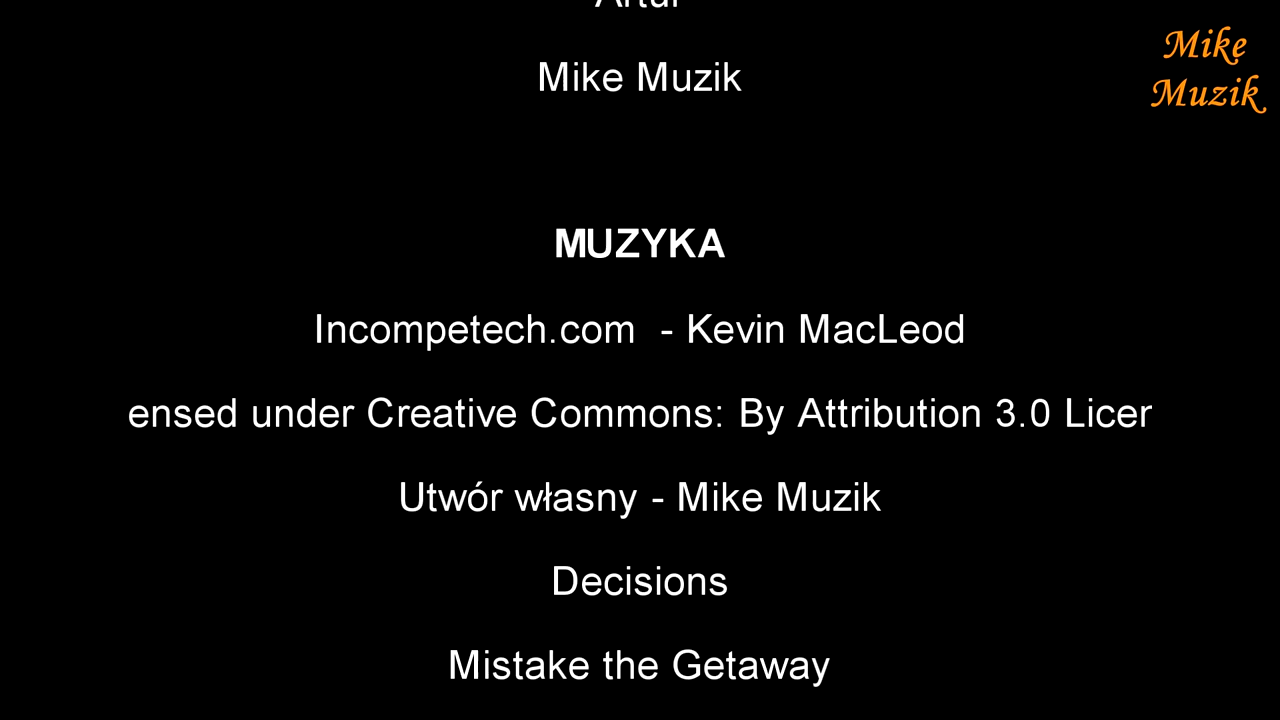 Artur
Mike Muzik
Mike
Muzik
MUZYKA
Incompetech.com - Kevin MacLeod
ensed under Creative Commons: By Attribution 3.0 Licer
Utwór własny - Mike Muzik
Decisions
Mistake the Getaway